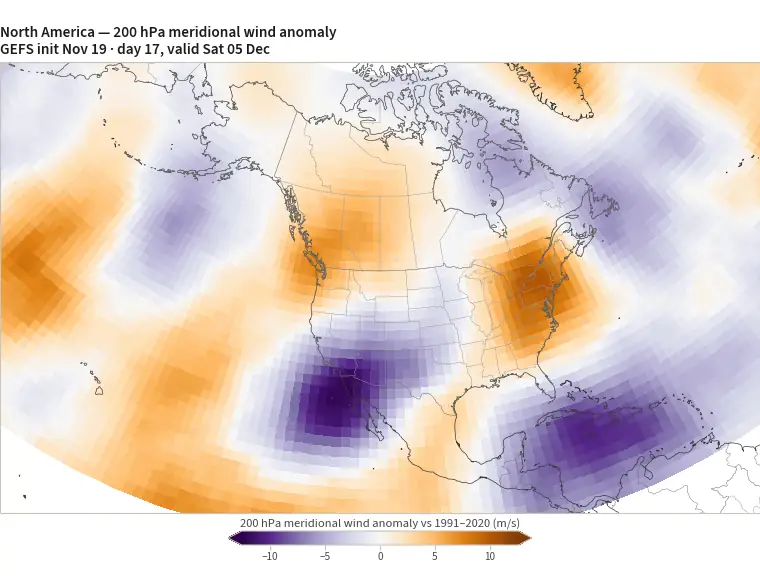 North America — 200 hPa meridional wind anomaly
GEFS init Nov 19 · day 17, valid Sat 05 Dec
200 hPa meridional wind anomaly vs 1991–2020 (m/s)
−10 −5 0 5 10